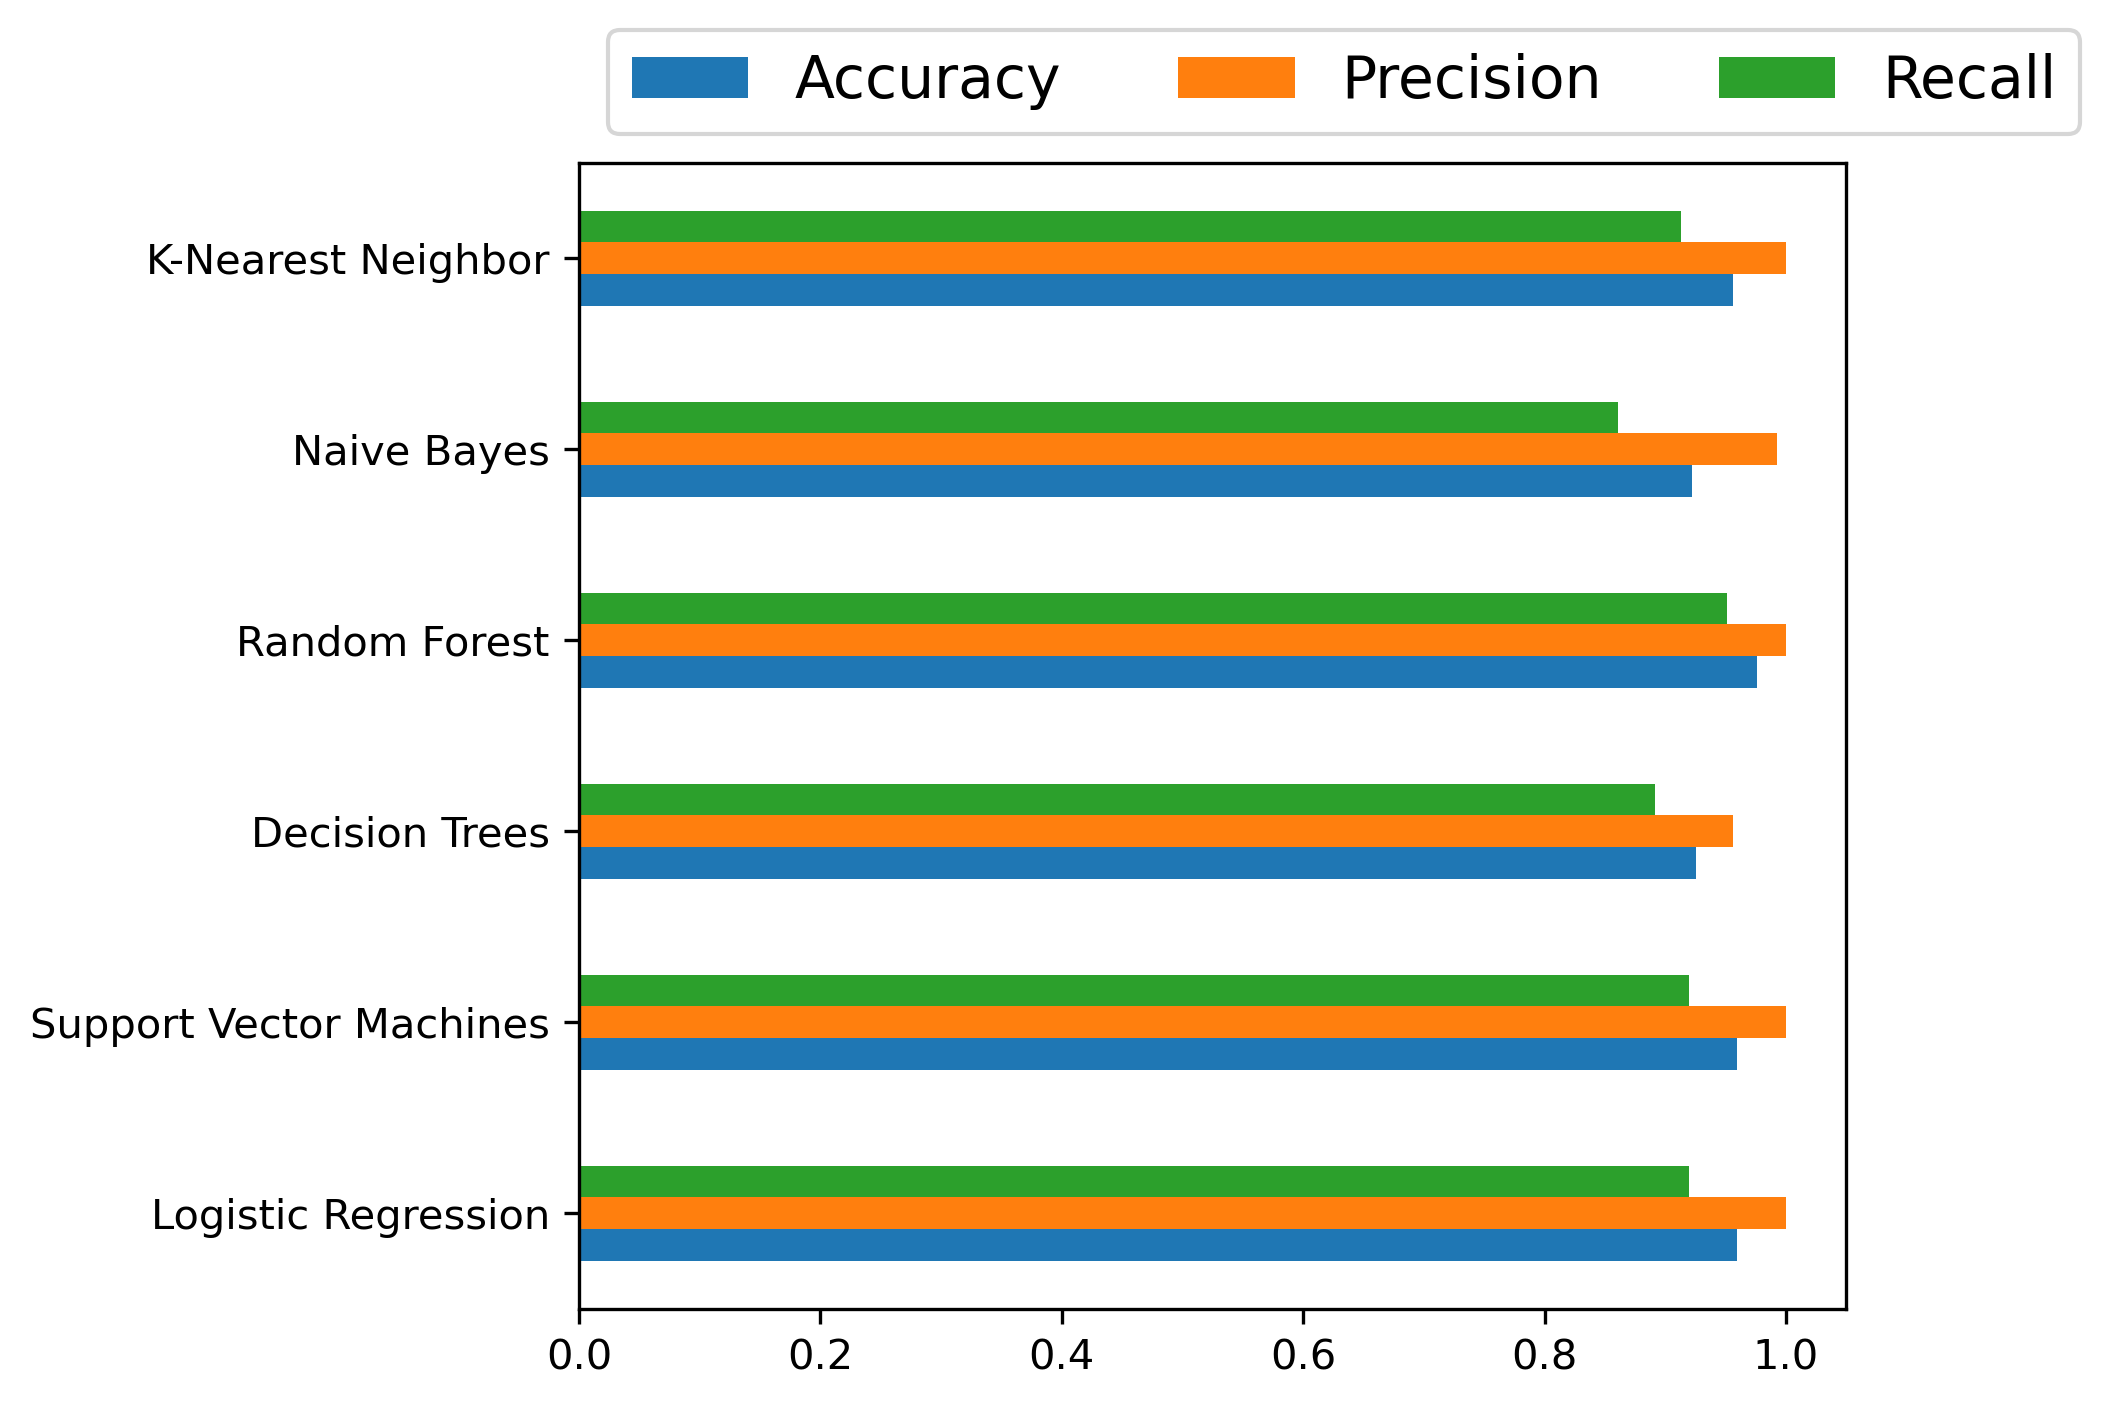 Accuracy Precision Recall
K-Nearest Neighbor
Naive Bayes
Random Forest
Decision Trees
Support Vector Machines
Logistic Regression
0.0 0.2 0.4 0.6 0.8 1.0